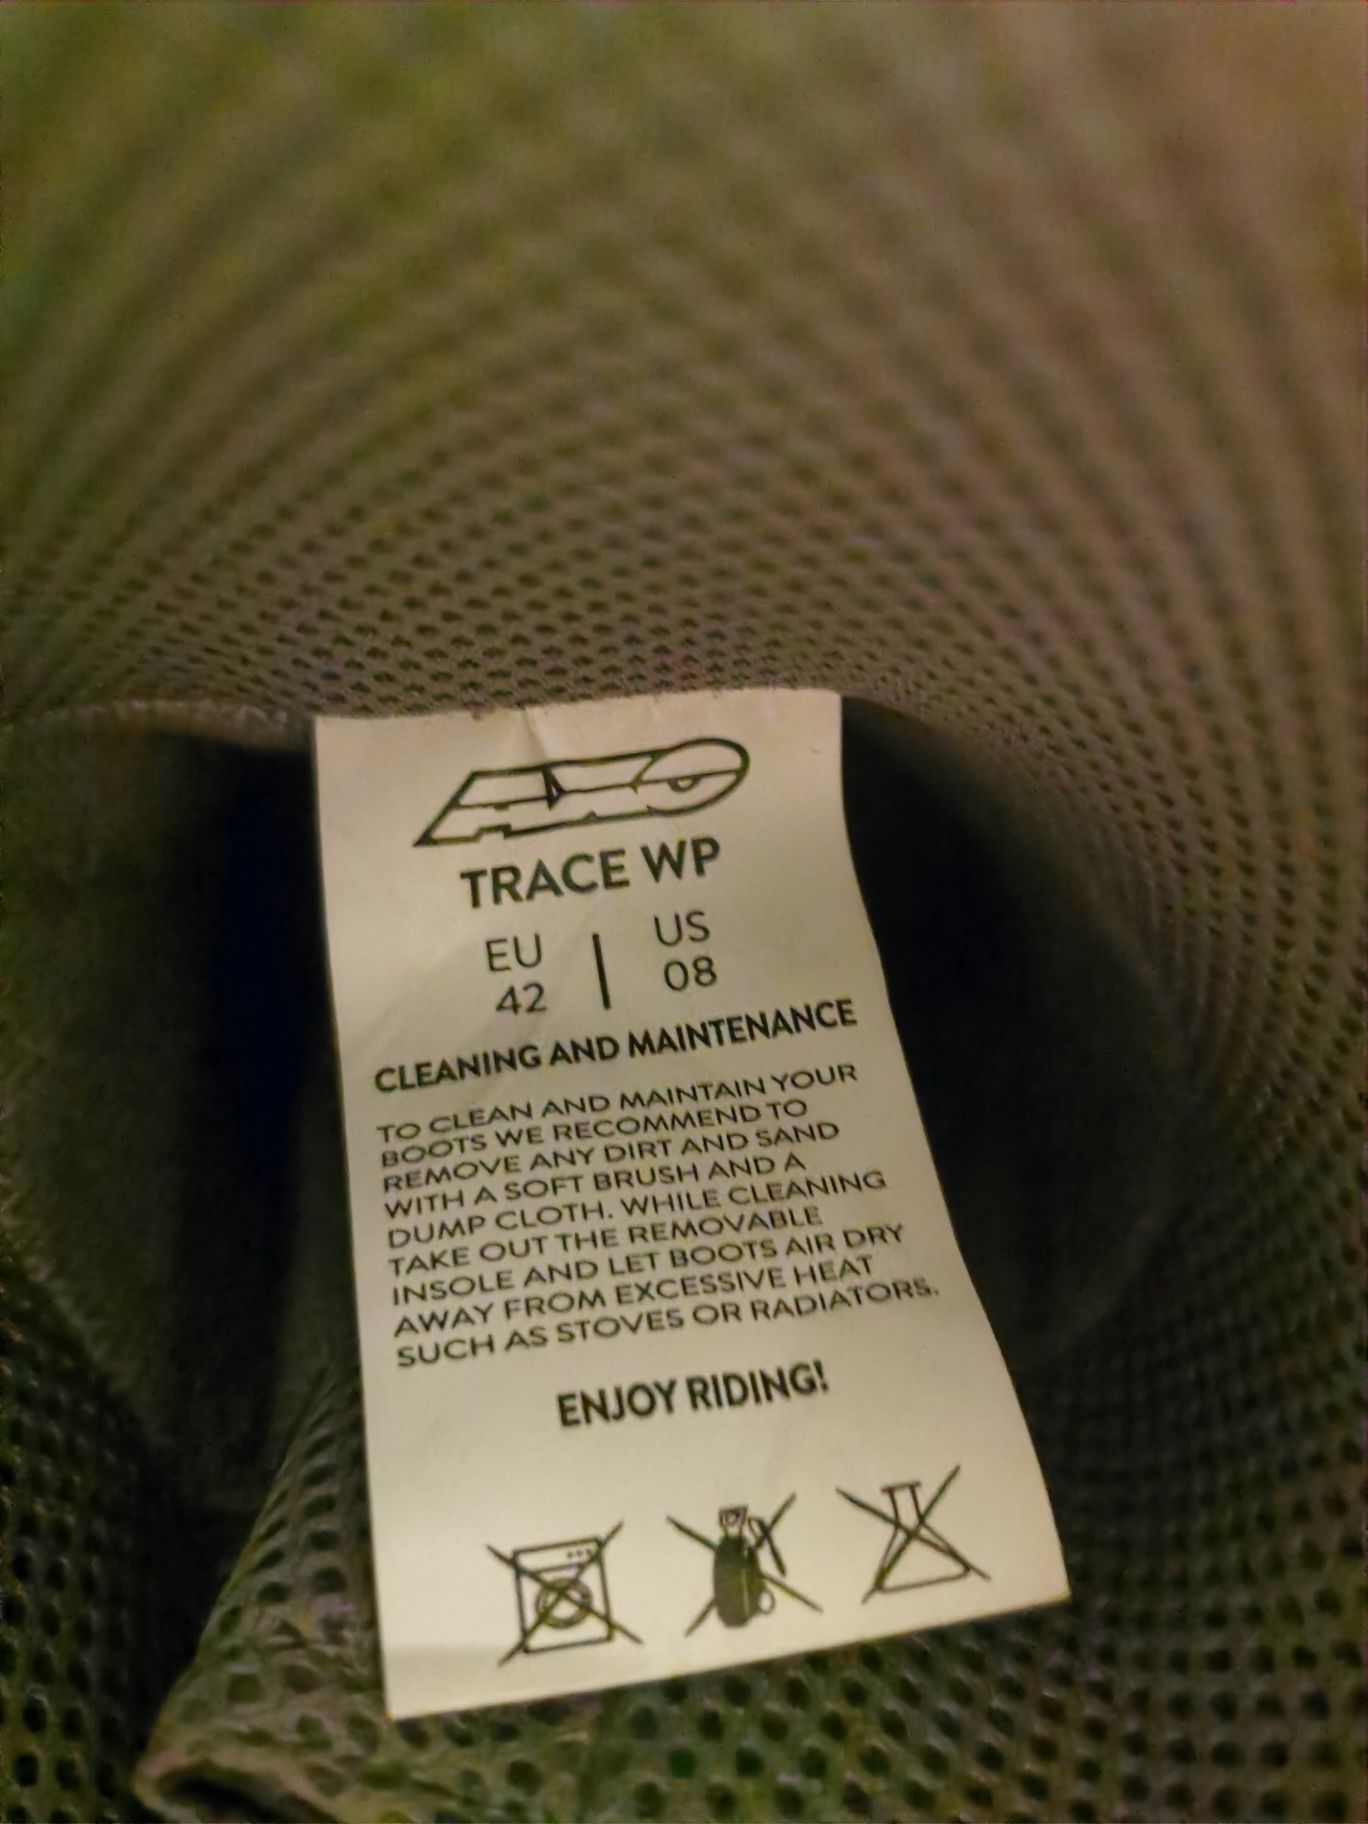 AXO
TRACE WP
EU | US
42 | 08
CLEANING AND MAINTENANCE
TO CLEAN AND MAINTAIN YOUR
BOOTS WE RECOMMEND TO
REMOVE ANY DIRT AND SAND
WITH A SOFT BRUSH AND A
DUMP CLOTH. WHILE CLEANING
TAKE OUT THE REMOVABLE
INSOLE AND LET BOOTS AIR DRY
AWAY FROM EXCESSIVE HEAT
SUCH AS STOVES OR RADIATORS.
ENJOY RIDING!